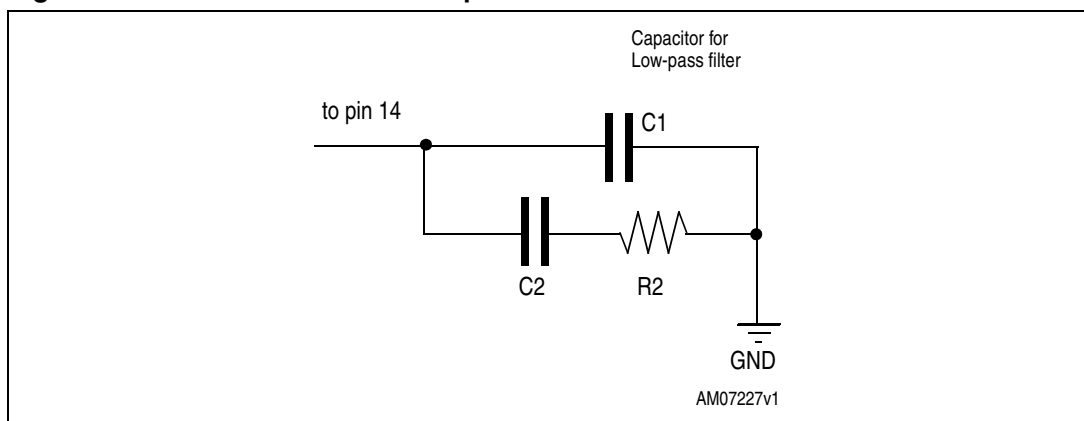 Capacitor for
Low-pass filter
to pin 14
C1
C2
R2
GND
AM07227v1